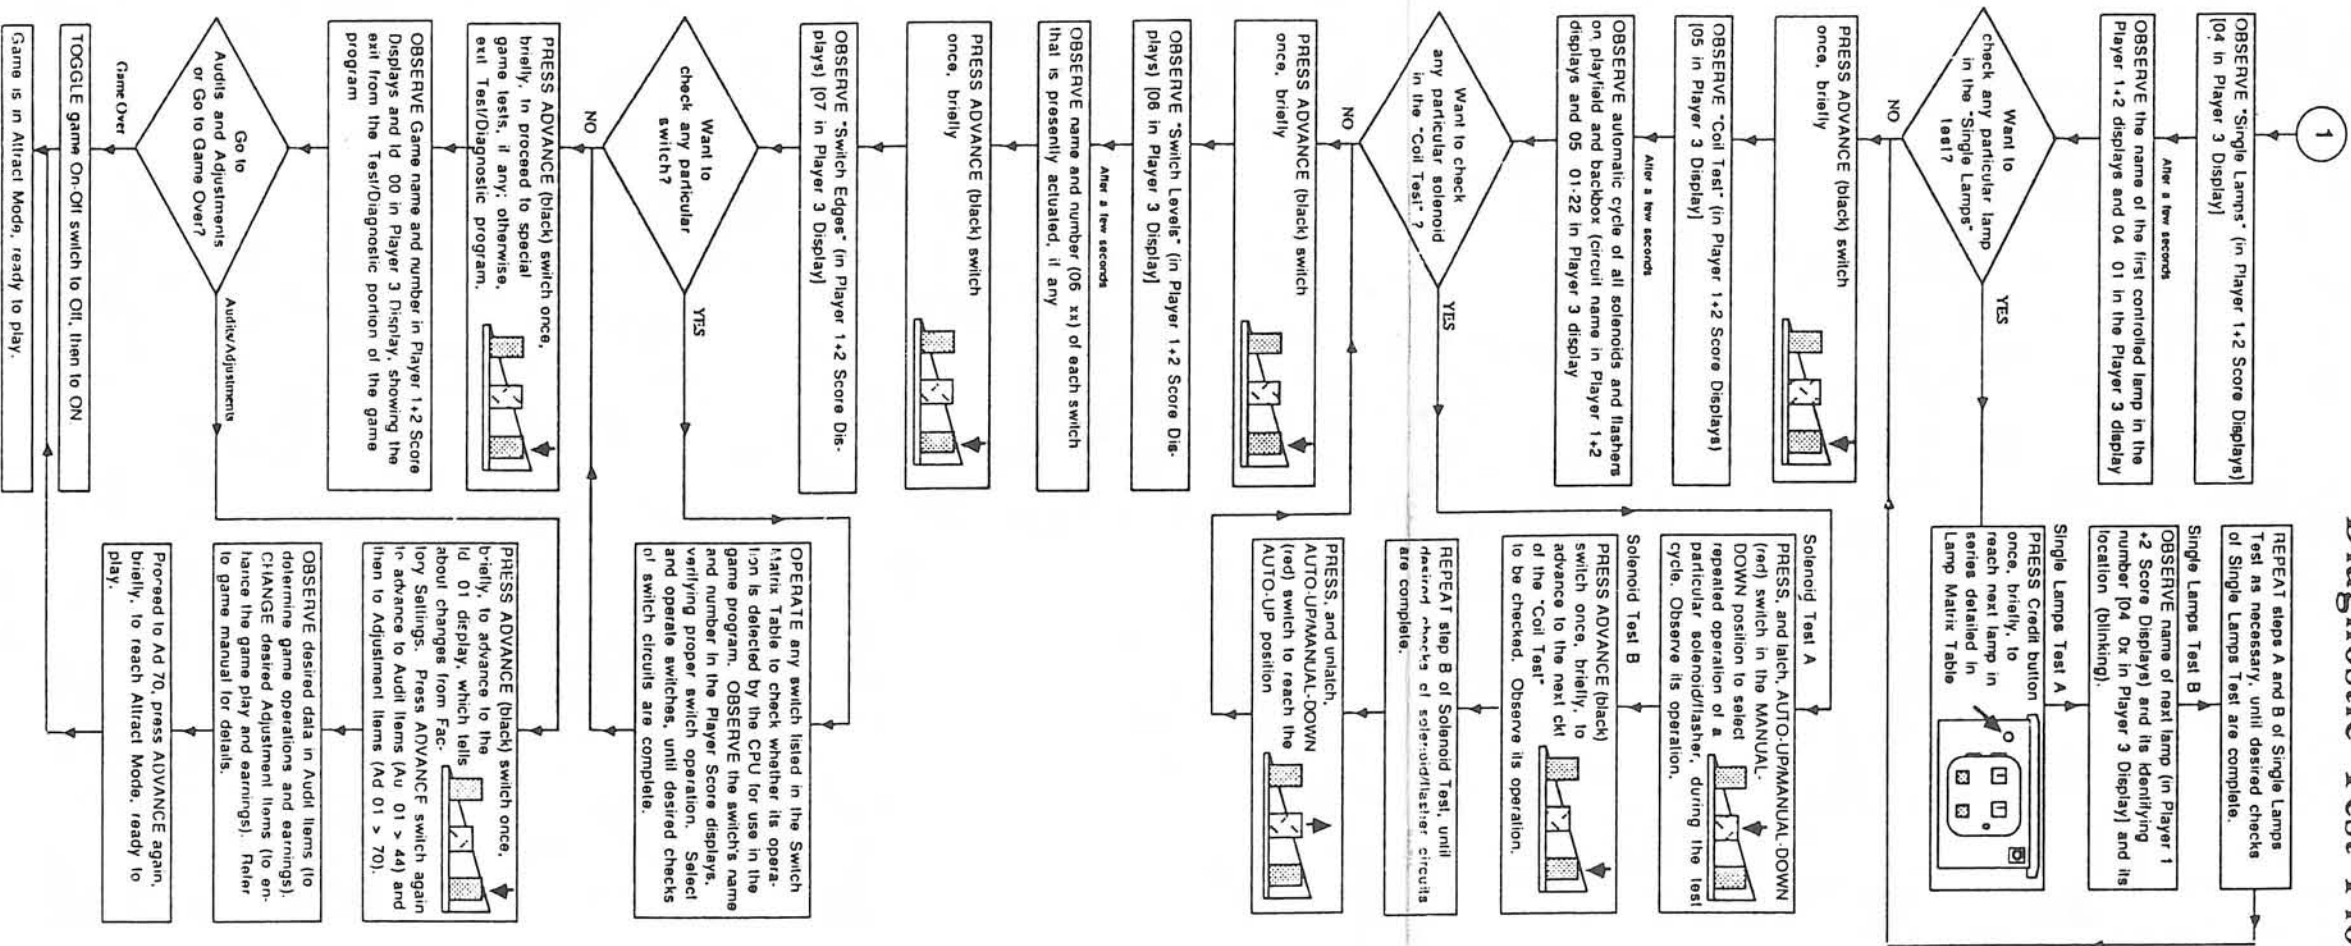 1
OBSERVE "Single Lamps" (in Player 1+2 Score Displays)
[04 in Player 3 Display]
After a few seconds
OBSERVE the name of the first controlled lamp in the
Player 1+2 displays and 04 01 in the Player 3 display
Want to
check any particular lamp
in the "Single Lamps"
test?
YES
NO
PRESS ADVANCE (black) switch
once, briefly
OBSERVE "Coil Test" (in Player 1+2 Score Displays)
[05 in Player 3 Display]
After a few seconds
OBSERVE automatic cycle of all solenoids and flashers
on playfield and backbox (circuit name in Player 1+2
displays and 05 01-22 in Player 3 display
Want to check
any particular solenoid
in the "Coil Test" ?
YES
NO
PRESS ADVANCE (black) switch
once, briefly
OBSERVE "Switch Levels" (in Player 1+2 Score Dis-
plays) [06 in Player 3 Display]
After a few seconds
OBSERVE name and number (06 xx) of each switch
that is presently actuated, if any
PRESS ADVANCE (black) switch
once, briefly
OBSERVE "Switch Edges" (in Player 1+2 Score Dis-
plays) [07 in Player 3 Display]
Want to
check any particular
switch?
YES
NO
PRESS ADVANCE (black) switch once,
briefly, to proceed to special
game tests, if any; otherwise,
exit Test/Diagnostic program.
OBSERVE Game name and number in Player 1+2 Score
Displays and Id 00 in Player 3 Display, showing the
exit from the Test/Diagnostic portion of the game
program
Go to
Audits and Adjustments
or Go to Game Over?
Audits/Adjustments
Game Over
TOGGLE game On-Off switch to Off, then to ON
Game is in Attract Mode, ready to play.
REPEAT steps A and B of Single Lamps
Test as necessary, until desired checks
of Single Lamps Test are complete.
Single Lamps Test B
OBSERVE name of next lamp (in Player 1
+2 Score Displays) and its identifying
number [04 0x in Player 3 Display] and its
location (blinking).
Single Lamps Test A
PRESS Credit button
once, briefly, to
reach next lamp in
series detailed in
Lamp Matrix Table
Solenoid Test A
PRESS, and latch, AUTO-UP/MANUAL-DOWN
(red) switch in the MANUAL-
DOWN position to select
repeated operation of a
particular solenoid/flasher, during the test
cycle. Observe its operation.
Solenoid Test B
PRESS ADVANCE (black)
switch once, briefly, to
advance to the next ckt
of the "Coil Test"
to be checked. Observe its operation.
REPEAT step B of Solenoid Test, until
desired checks of solenoid/flasher circuits
are complete.
PRESS, and unlatch,
AUTO-UP/MANUAL-DOWN
(red) switch to reach the
AUTO-UP position
OPERATE any switch listed in the Switch
Matrix Table to check whether its opera-
tion is detected by the CPU for use in the
game program. OBSERVE the switch's name
and number in the Player Score displays,
verifying proper switch operation. Select
and operate switches, until desired checks
of switch circuits are complete.
PRESS ADVANCE (black) switch once,
briefly, to advance to the
Id 01 display, which tells
about changes from Fac-
tory Settings. Press ADVANCE switch again
to advance to Audit Items (Au 01 > 44) and
then to Adjustment Items (Ad 01 > 70).
OBSERVE desired data in Audit Items (to
determine game operations and earnings).
CHANGE desired Adjustment Items (to en-
hance the game play and earnings). Refer
to game manual for details.
Proceed to Ad 70, press ADVANCE again,
briefly, to reach Attract Mode, ready to
play.